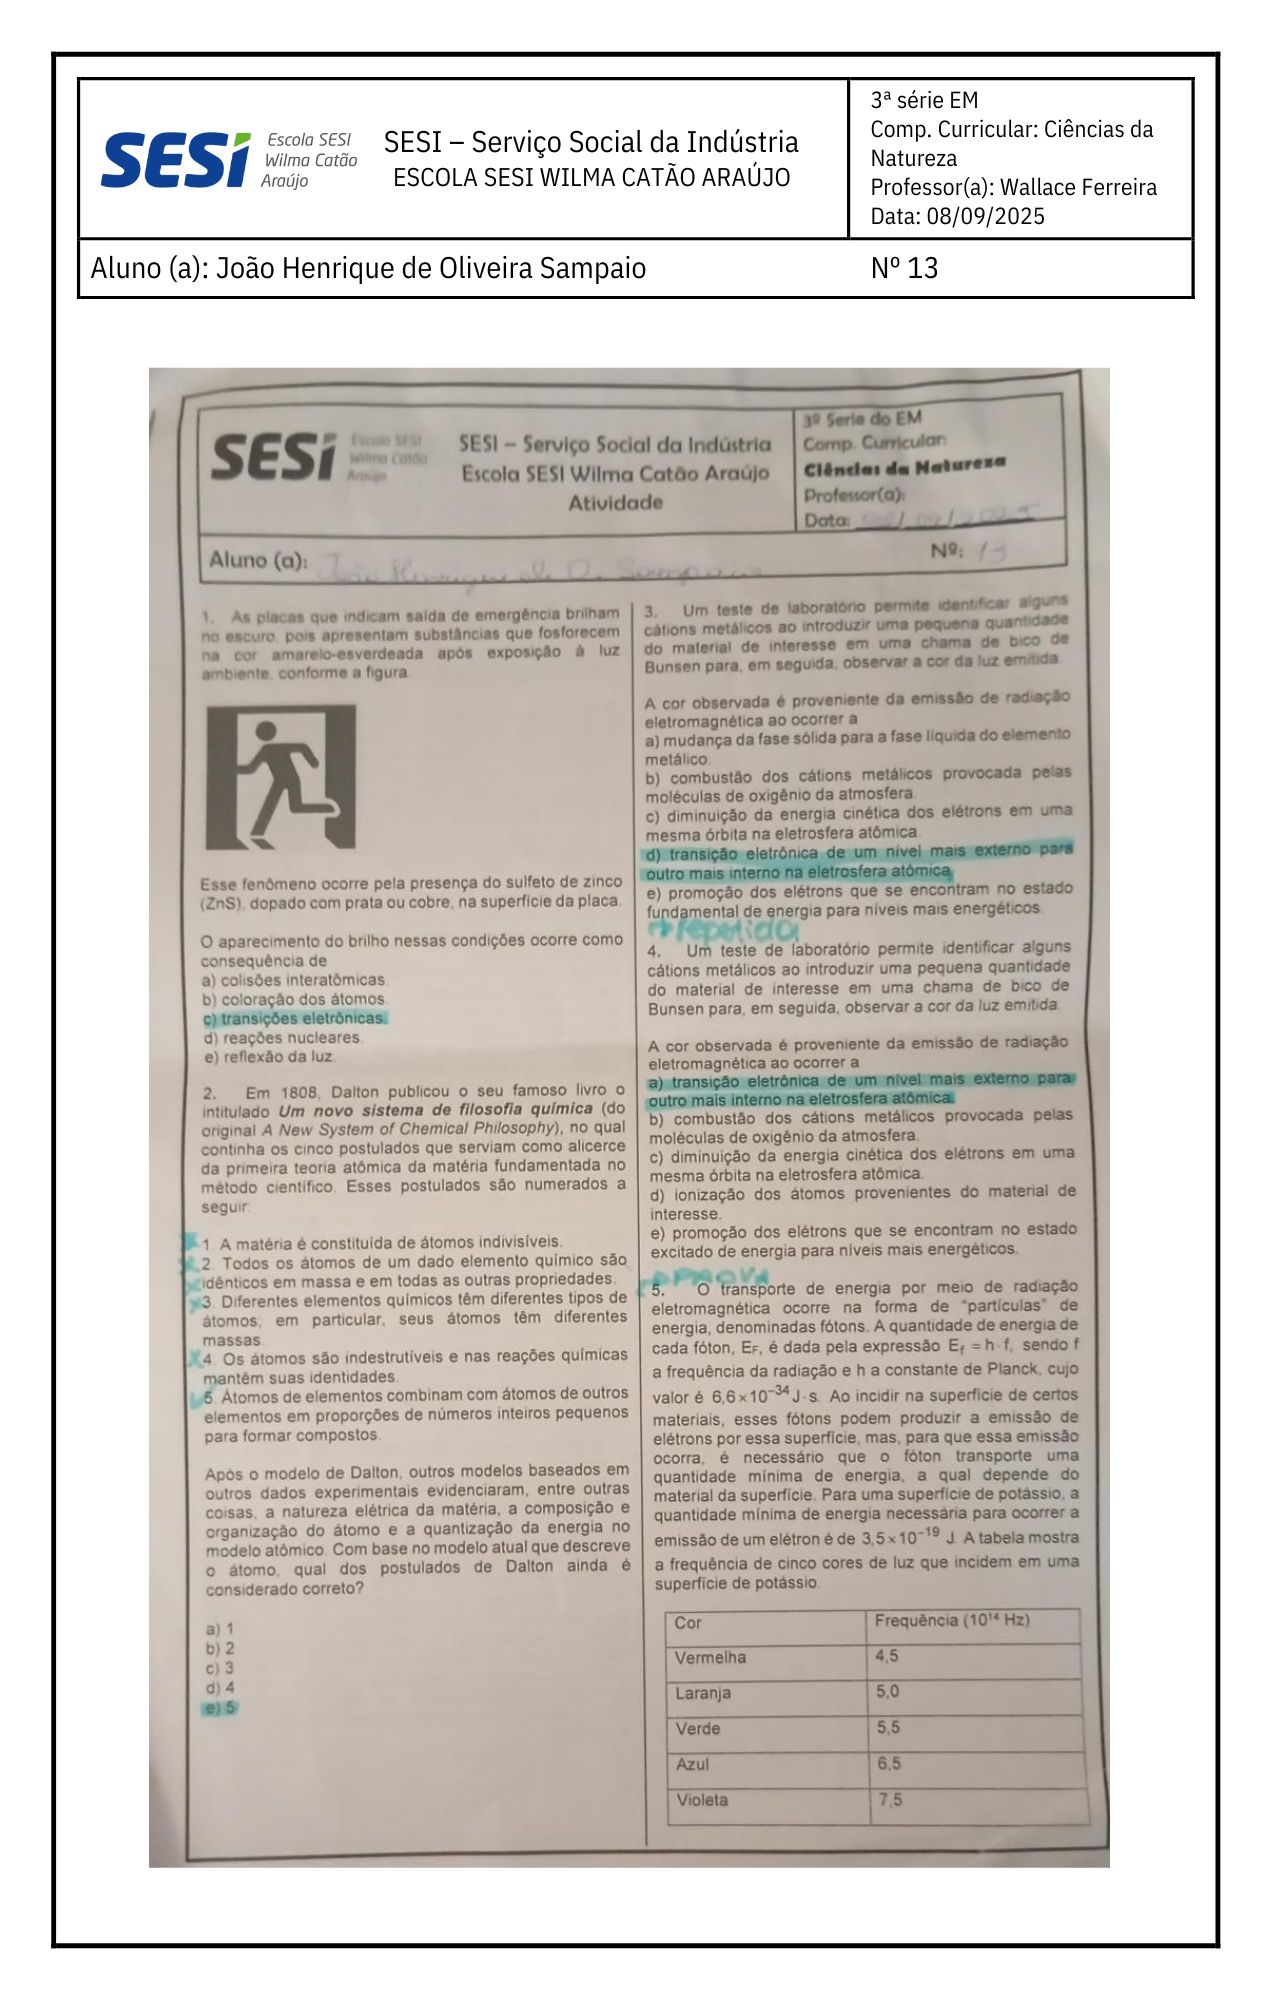 SESI
Escola SESI
Wilma Catão
Araújo
SESI – Serviço Social da Indústria
ESCOLA SESI WILMA CATÃO ARAÚJO
3ª série EM
Comp. Curricular: Ciências da
Natureza
Professor(a): Wallace Ferreira
Data: 08/09/2025
Aluno (a): João Henrique de Oliveira Sampaio
Nº 13
SESI
Escola SESI
Wilma Catão
Araújo
SESI – Serviço Social da Indústria
Escola SESI Wilma Catão Araújo
Atividade
3º Serie do EM
Comp. Curricular:
Ciências da Natureza
Professor(a):
Data: 08/09/2025
Aluno (a): João Henrique de O. Sampaio
Nº: 13
1. As placas que indicam saída de emergência brilham
no escuro, pois apresentam substâncias que fosforecem
na cor amarelo-esverdeada após exposição à luz
ambiente, conforme a figura.
Esse fenômeno ocorre pela presença do sulfeto de zinco
(ZnS), dopado com prata ou cobre, na superfície da placa.
O aparecimento do brilho nessas condições ocorre como
consequência de
a) colisões interatômicas.
b) coloração dos átomos.
c) transições eletrônicas.
d) reações nucleares.
e) reflexão da luz.
2. Em 1808, Dalton publicou o seu famoso livro o
intitulado Um novo sistema de filosofia química (do
original A New System of Chemical Philosophy), no qual
continha os cinco postulados que serviam como alicerce
da primeira teoria atômica da matéria fundamentada no
método científico. Esses postulados são numerados a
seguir:
1. A matéria é constituída de átomos indivisíveis.
2. Todos os átomos de um dado elemento químico são
idênticos em massa e em todas as outras propriedades.
3. Diferentes elementos químicos têm diferentes tipos de
átomos; em particular, seus átomos têm diferentes
massas.
4. Os átomos são indestrutíveis e nas reações químicas
mantêm suas identidades.
5. Átomos de elementos combinam com átomos de outros
elementos em proporções de números inteiros pequenos
para formar compostos.
Após o modelo de Dalton, outros modelos baseados em
outros dados experimentais evidenciaram, entre outras
coisas, a natureza elétrica da matéria, a composição e
organização do átomo e a quantização da energia no
modelo atômico. Com base no modelo atual que descreve
o átomo, qual dos postulados de Dalton ainda é
considerado correto?
a) 1
b) 2
c) 3
d) 4
e) 5
3. Um teste de laboratório permite identificar alguns
cátions metálicos ao introduzir uma pequena quantidade
do material de interesse em uma chama de bico de
Bunsen para, em seguida, observar a cor da luz emitida.
A cor observada é proveniente da emissão de radiação
eletromagnética ao ocorrer a
a) mudança da fase sólida para a fase líquida do elemento
metálico.
b) combustão dos cátions metálicos provocada pelas
moléculas de oxigênio da atmosfera.
c) diminuição da energia cinética dos elétrons em uma
mesma órbita na eletrosfera atômica.
d) transição eletrônica de um nível mais externo para
outro mais interno na eletrosfera atômica.
e) promoção dos elétrons que se encontram no estado
fundamental de energia para níveis mais energéticos.
→ repetida
4. Um teste de laboratório permite identificar alguns
cátions metálicos ao introduzir uma pequena quantidade
do material de interesse em uma chama de bico de
Bunsen para, em seguida, observar a cor da luz emitida.
A cor observada é proveniente da emissão de radiação
eletromagnética ao ocorrer a
a) transição eletrônica de um nível mais externo para
outro mais interno na eletrosfera atômica.
b) combustão dos cátions metálicos provocada pelas
moléculas de oxigênio da atmosfera.
c) diminuição da energia cinética dos elétrons em uma
mesma órbita na eletrosfera atômica.
d) ionização dos átomos provenientes do material de
interesse.
e) promoção dos elétrons que se encontram no estado
excitado de energia para níveis mais energéticos.
→ PROVA
5. O transporte de energia por meio de radiação
eletromagnética ocorre na forma de "partículas" de
energia, denominadas fótons. A quantidade de energia de
cada fóton, EF, é dada pela expressão Ef = h·f, sendo f
a frequência da radiação e h a constante de Planck, cujo
valor é 6,6×10⁻³⁴ J·s. Ao incidir na superfície de certos
materiais, esses fótons podem produzir a emissão de
elétrons por essa superfície, mas, para que essa emissão
ocorra, é necessário que o fóton transporte uma
quantidade mínima de energia, a qual depende do
material da superfície. Para uma superfície de potássio, a
quantidade mínima de energia necessária para ocorrer a
emissão de um elétron é de 3,5×10⁻¹⁹ J. A tabela mostra
a frequência de cinco cores de luz que incidem em uma
superfície de potássio.
Cor Frequência (10¹⁴ Hz)
Vermelha 4,5
Laranja 5,0
Verde 5,5
Azul 6,5
Violeta 7,5